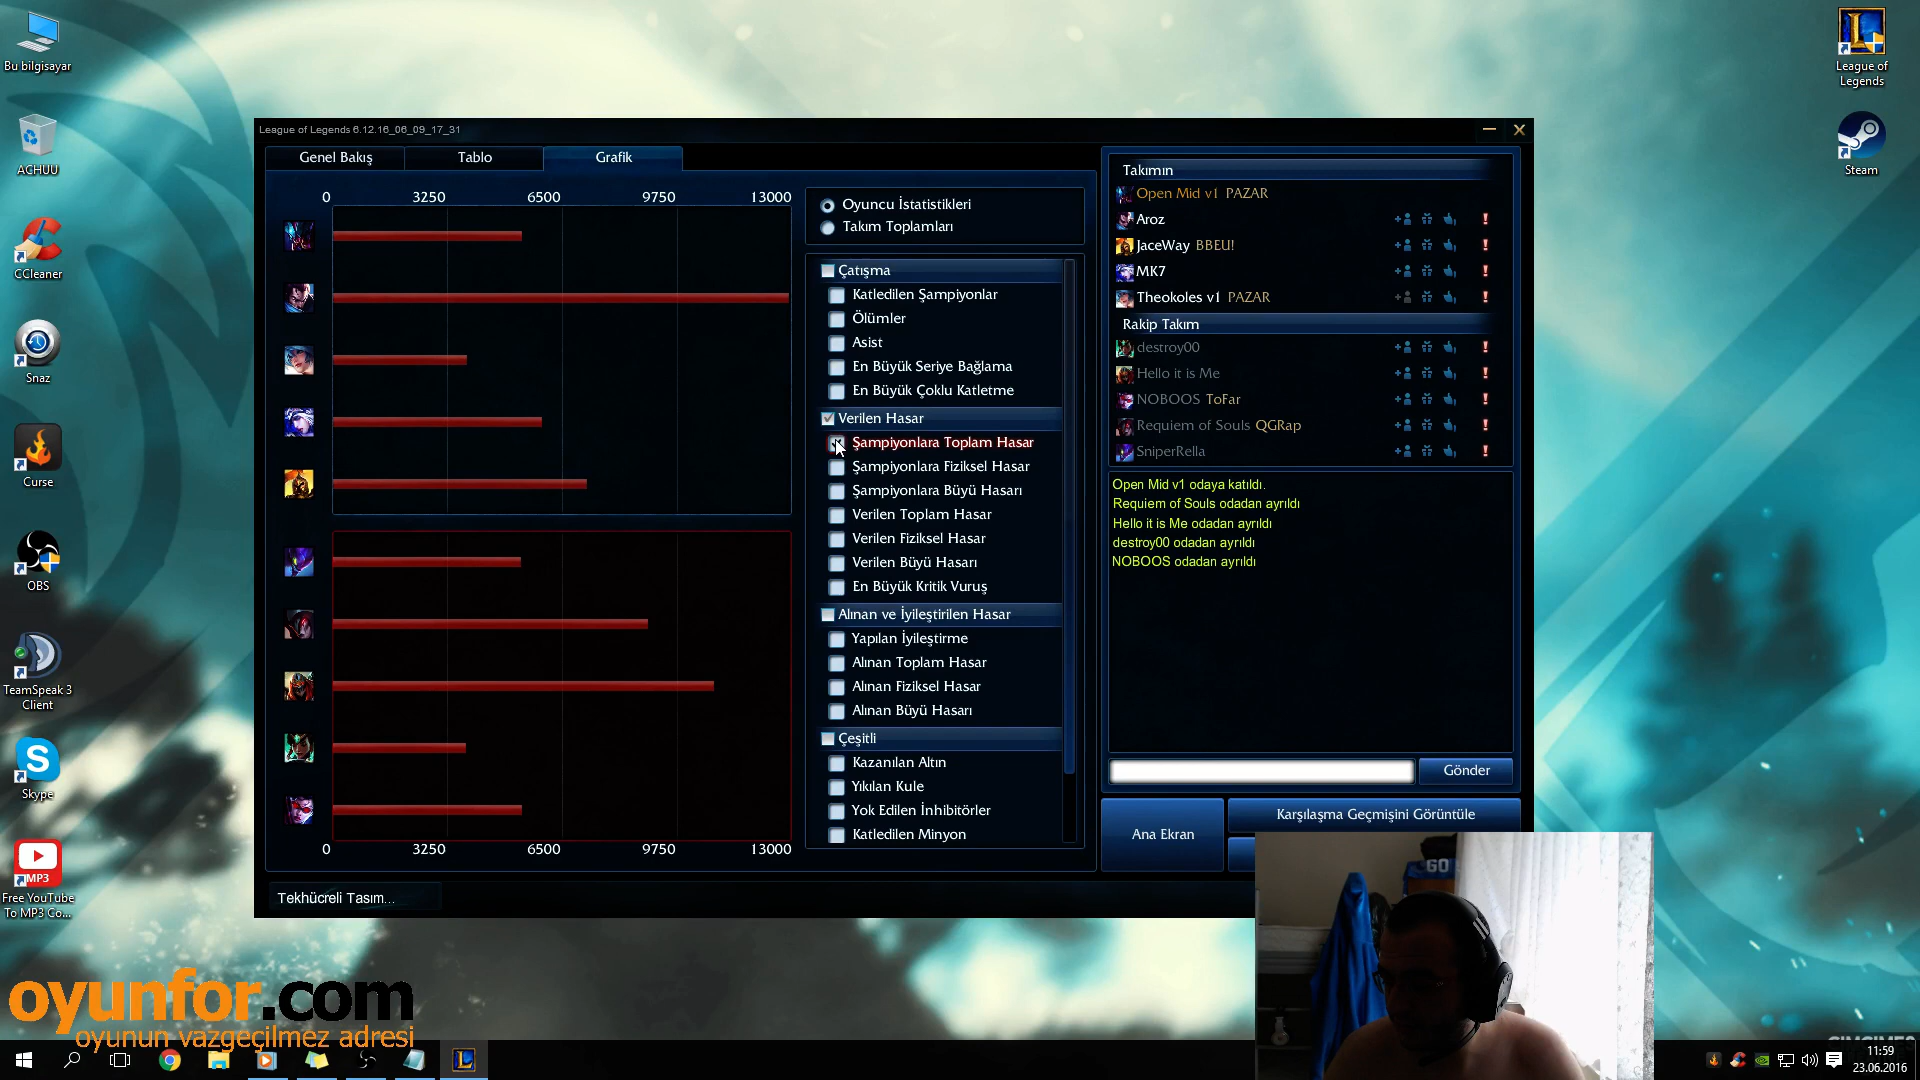 Bu bilgisayar
ACHUU
CCleaner
Snaz
Curse
OBS
TeamSpeak 3
Client
Skype
MP3
Free YouTube
To MP3 Co...
League of
Legends
Steam
League of Legends 6.12.16_06_09_17_31
Genel Bakış
Tablo
Grafik
0 3250 6500 9750 13000
0 3250 6500 9750 13000
Oyuncu İstatistikleri
Takım Toplamları
Çatışma
Katledilen Şampiyonlar
Ölümler
Asist
En Büyük Seriye Bağlama
En Büyük Çoklu Katletme
Verilen Hasar
Şampiyonlara Toplam Hasar
Şampiyonlara Fiziksel Hasar
Şampiyonlara Büyü Hasarı
Verilen Toplam Hasar
Verilen Fiziksel Hasar
Verilen Büyü Hasarı
En Büyük Kritik Vuruş
Alınan ve İyileştirilen Hasar
Yapılan İyileştirme
Alınan Toplam Hasar
Alınan Fiziksel Hasar
Alınan Büyü Hasarı
Çeşitli
Kazanılan Altın
Yıkılan Kule
Yok Edilen İnhibitörler
Katledilen Minyon
Takımın
Open Mid v1 PAZAR
Aroz
JaceWay BBEU!
MK7
Theokoles v1 PAZAR
Rakip Takım
destroy00
Hello it is Me
NOBOOS ToFar
Requiem of Souls QGRap
SniperRella
Open Mid v1 odaya katıldı.
Requiem of Souls odadan ayrıldı
Hello it is Me odadan ayrıldı
destroy00 odadan ayrıldı
NOBOOS odadan ayrıldı
Gönder
Ana Ekran
Karşılaşma Geçmişini Görüntüle
Tekhücreli Tasım...
GO
oyunfor.com
oyunun vazgeçilmez adresi
11:59
23.06.2016